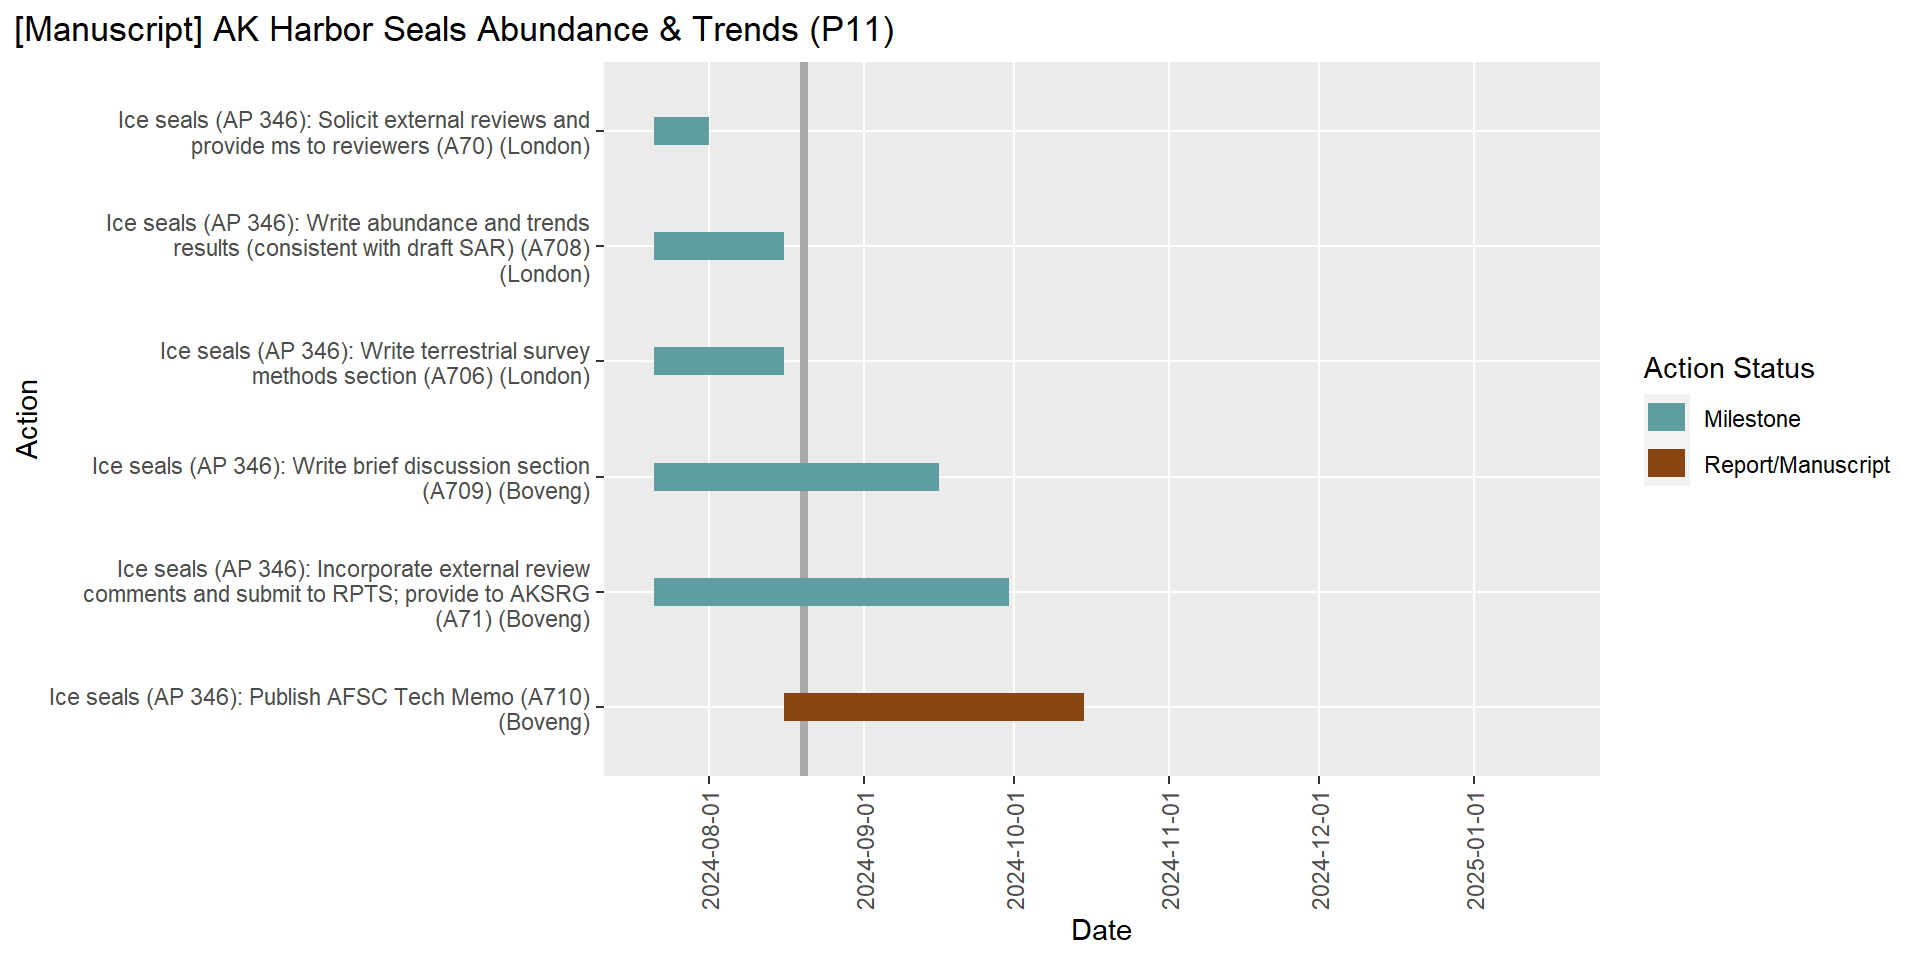 [Manuscript] AK Harbor Seals Abundance & Trends (P11)
Ice seals (AP 346): Solicit external reviews and
provide ms to reviewers (A70) (London)
Ice seals (AP 346): Write abundance and trends
results (consistent with draft SAR) (A708)
(London)
Ice seals (AP 346): Write terrestrial survey
methods section (A706) (London)
Ice seals (AP 346): Write brief discussion section
(A709) (Boveng)
Ice seals (AP 346): Incorporate external review
comments and submit to RPTS; provide to AKSRG
(A71) (Boveng)
Ice seals (AP 346): Publish AFSC Tech Memo (A710)
(Boveng)
Action
2024-08-01
2024-09-01
2024-10-01
2024-11-01
2024-12-01
2025-01-01
Date
Action Status
Milestone
Report/Manuscript